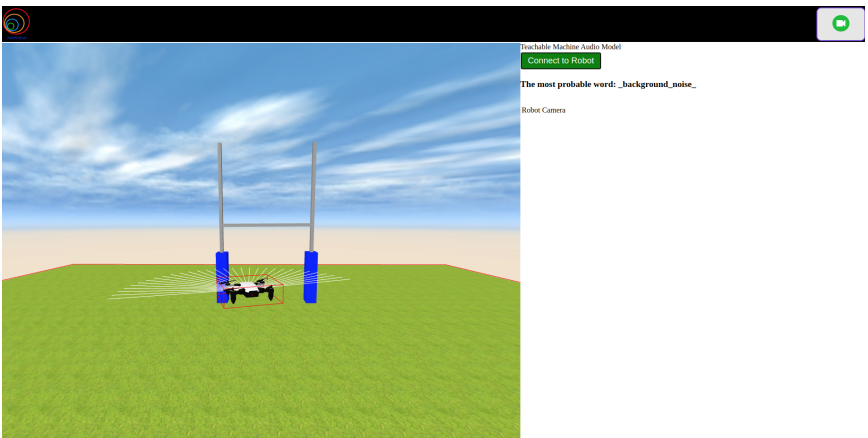 Teachable Machine Audio Model
Connect to Robot
The most probable word: _background_noise_
Robot Camera